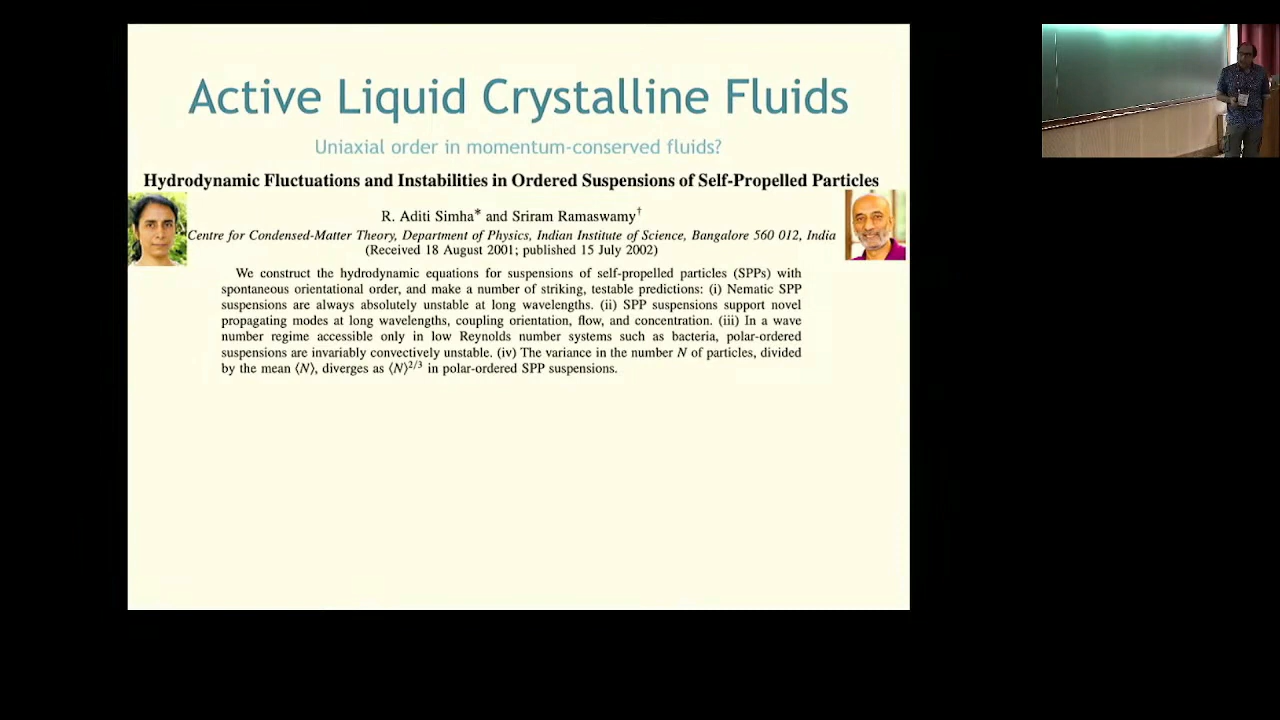 Active Liquid Crystalline Fluids
Uniaxial order in momentum-conserved fluids?
Hydrodynamic Fluctuations and Instabilities in Ordered Suspensions of Self-Propelled Particles
R. Aditi Simha* and Sriram Ramaswamy†
Centre for Condensed-Matter Theory, Department of Physics, Indian Institute of Science, Bangalore 560 012, India
(Received 18 August 2001; published 15 July 2002)
We construct the hydrodynamic equations for suspensions of self-propelled particles (SPPs) with
spontaneous orientational order, and make a number of striking, testable predictions: (i) Nematic SPP
suspensions are always absolutely unstable at long wavelengths. (ii) SPP suspensions support novel
propagating modes at long wavelengths, coupling orientation, flow, and concentration. (iii) In a wave
number regime accessible only in low Reynolds number systems such as bacteria, polar-ordered
suspensions are invariably convectively unstable. (iv) The variance in the number N of particles, divided
by the mean ⟨N⟩, diverges as ⟨N⟩^2/3 in polar-ordered SPP suspensions.